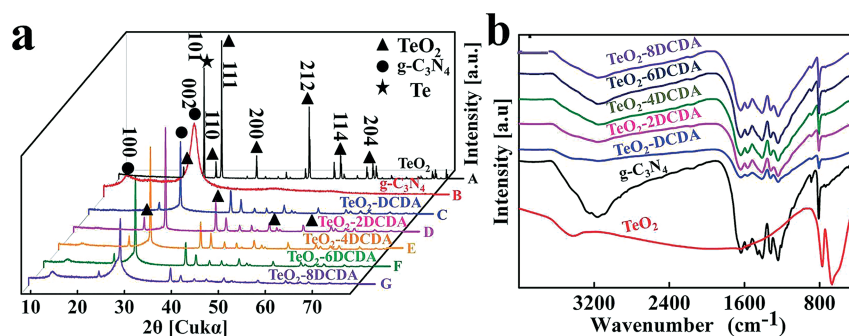 a
▲ TeO2
● g-C3N4
★ Te
100
002
101
110
111
200
212
114
204
Intensity [a.u.]
TeO2
A
g-C3N4
B
TeO2-DCDA
C
TeO2-2DCDA
D
TeO2-4DCDA
E
TeO2-6DCDA
F
TeO2-8DCDA
G
10 20 30 40 50 60 70
2θ [Cukα]
b
TeO2-8DCDA
TeO2-6DCDA
TeO2-4DCDA
TeO2-2DCDA
TeO2-DCDA
g-C3N4
TeO2
Intensity [a.u]
3200 2400 1600 800
Wavenumber (cm-1)